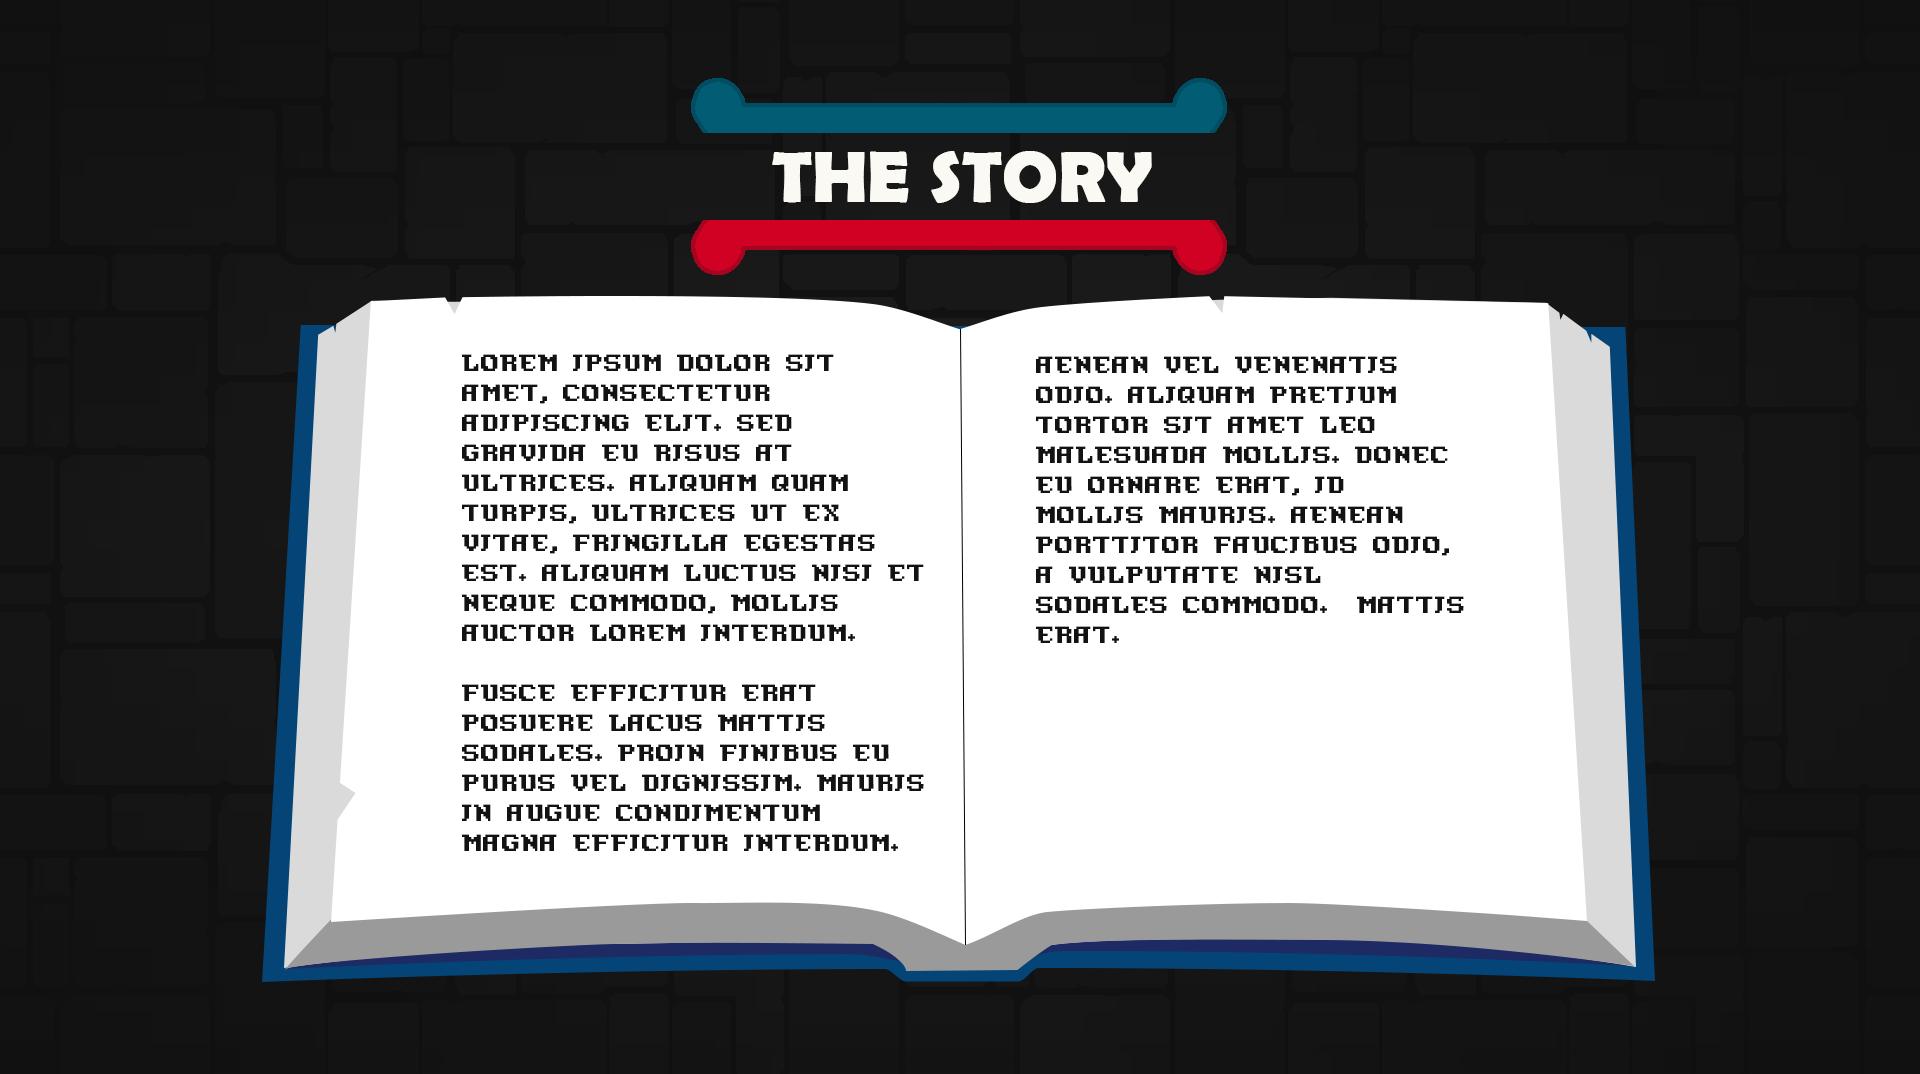 THE STORY
LOREM IPSUM DOLOR SIT
AMET, CONSECTETUR
ADIPISCING ELIT. SED
GRAVIDA EU RISUS AT
ULTRICES. ALIQUAM QUAM
TURPIS, ULTRICES UT EX
VITAE, FRINGILLA EGESTAS
EST. ALIQUAM LUCTUS NISI ET
NEQUE COMMODO, MOLLIS
AUCTOR LOREM INTERDUM.
FUSCE EFFICITUR ERAT
POSUERE LACUS MATTIS
SODALES. PROIN FINIBUS EU
PURUS VEL DIGNISSIM. MAURIS
IN AUGUE CONDIMENTUM
MAGNA EFFICITUR INTERDUM.
AENEAN VEL VENENATIS
ODIO. ALIQUAM PRETIUM
TORTOR SIT AMET LEO
MALESUADA MOLLIS. DONEC
EU ORNARE ERAT, ID
MOLLIS MAURIS. AENEAN
PORTTITOR FAUCIBUS ODIO,
A VULPUTATE NISL
SODALES COMMODO.  MATTIS
ERAT.